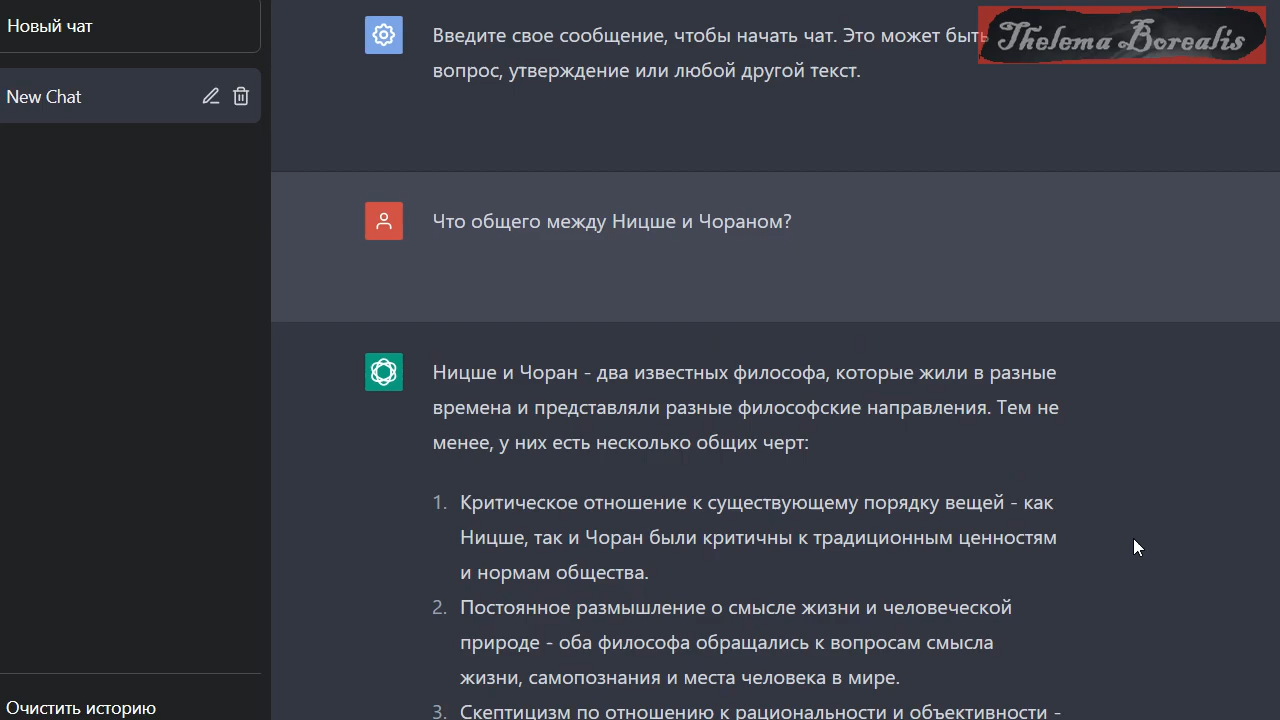 Новый чат
New Chat
Очистить историю
Thelema Borealis
Введите свое сообщение, чтобы начать чат. Это может быть
вопрос, утверждение или любой другой текст.
Что общего между Ницше и Чораном?
Ницше и Чоран - два известных философа, которые жили в разные
времена и представляли разные философские направления. Тем не
менее, у них есть несколько общих черт:
1. Критическое отношение к существующему порядку вещей - как
Ницше, так и Чоран были критичны к традиционным ценностям
и нормам общества.
2. Постоянное размышление о смысле жизни и человеческой
природе - оба философа обращались к вопросам смысла
жизни, самопознания и места человека в мире.
3. Скептицизм по отношению к рациональности и объективности -